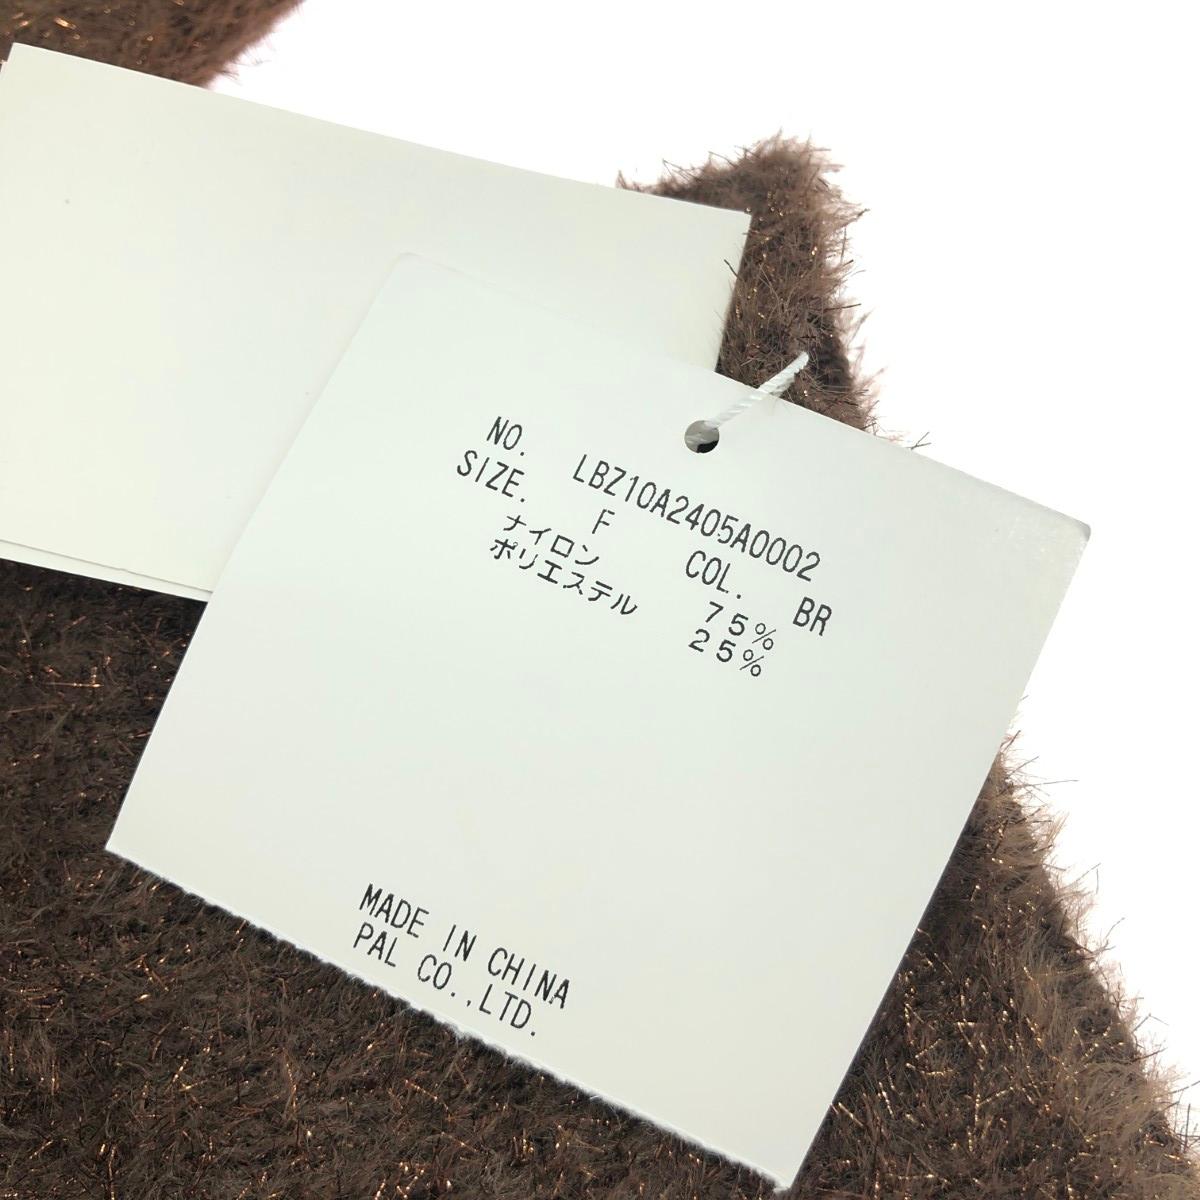 NO. LBZ10A2405A0002
SIZE. F COL. BR
ナイロン 75%
ポリエステル 25%
MADE IN CHINA
PAL CO.,LTD.